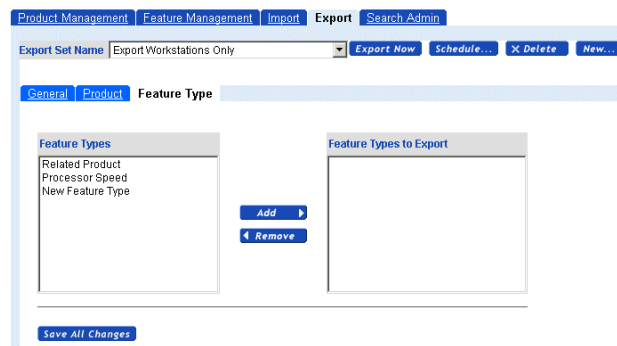 Product Management Feature Management Import Export Search Admin
Export Set Name Export Workstations Only Export Now Schedule... X Delete New...
General Product Feature Type
Feature Types Feature Types to Export
Related Product
Processor Speed
New Feature Type
Add
Remove
Save All Changes